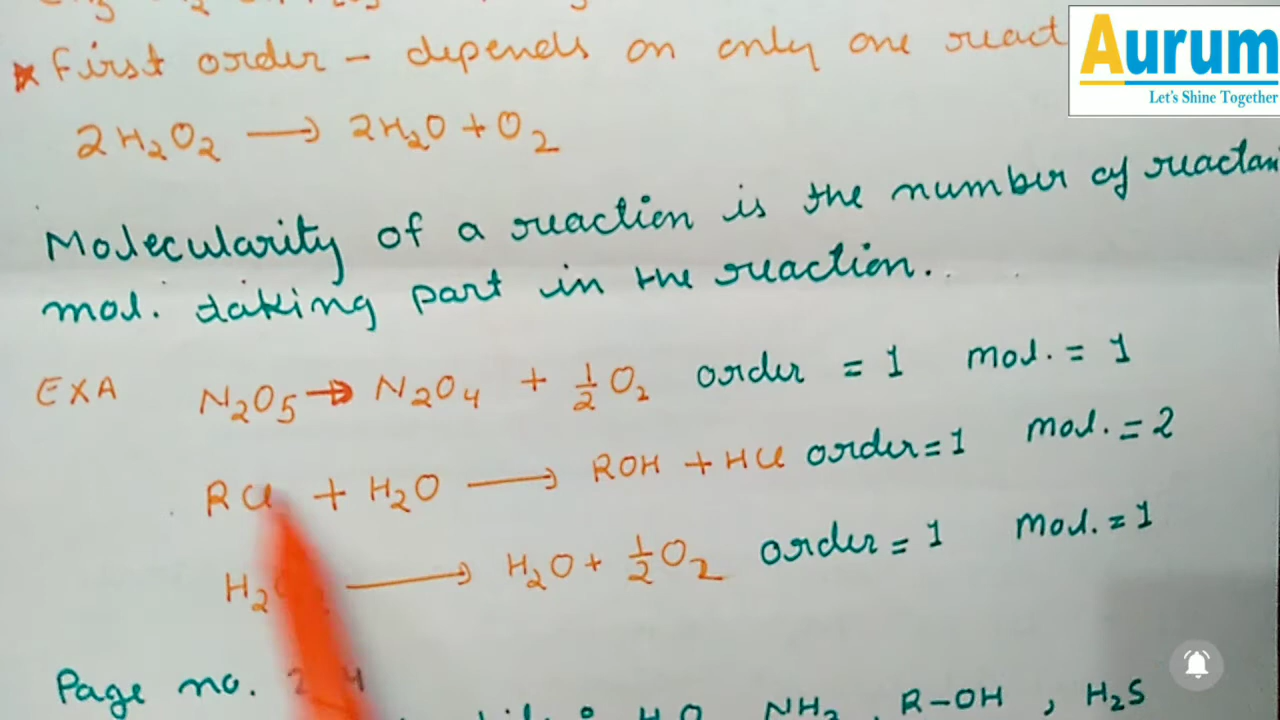 * First order - depends on only one react
Aurum
Let's Shine Together
2H₂O₂ → 2H₂O + O₂
Molecularity of a reaction is the number of reactan
mol. taking part in the reaction.
EXA N₂O₅ → N₂O₄ + ½O₂ order = 1 mol. = 1
RCl + H₂O → ROH + HCl order = 1 mol. = 2
H₂O → H₂O + ½O₂ order = 1 mol. = 1
Page no. 2
H₂O, NH₃, R-OH, H₂S